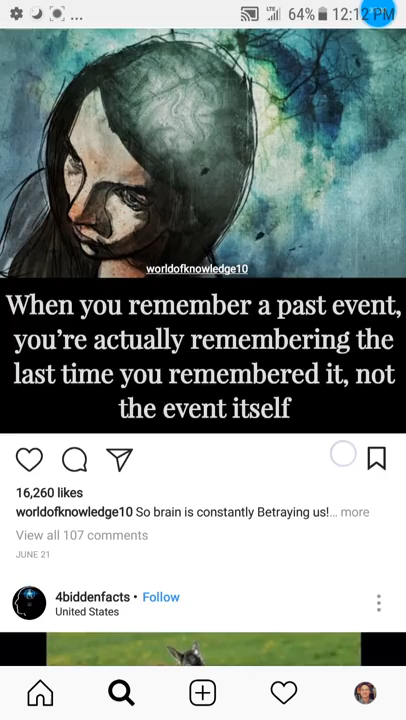 LTE 64% 12:12 PM
worldofknowledge10
When you remember a past event,
you’re actually remembering the
last time you remembered it, not
the event itself
16,260 likes
worldofknowledge10 So brain is constantly Betraying us!... more
View all 107 comments
JUNE 21
4biddenfacts • Follow
United States